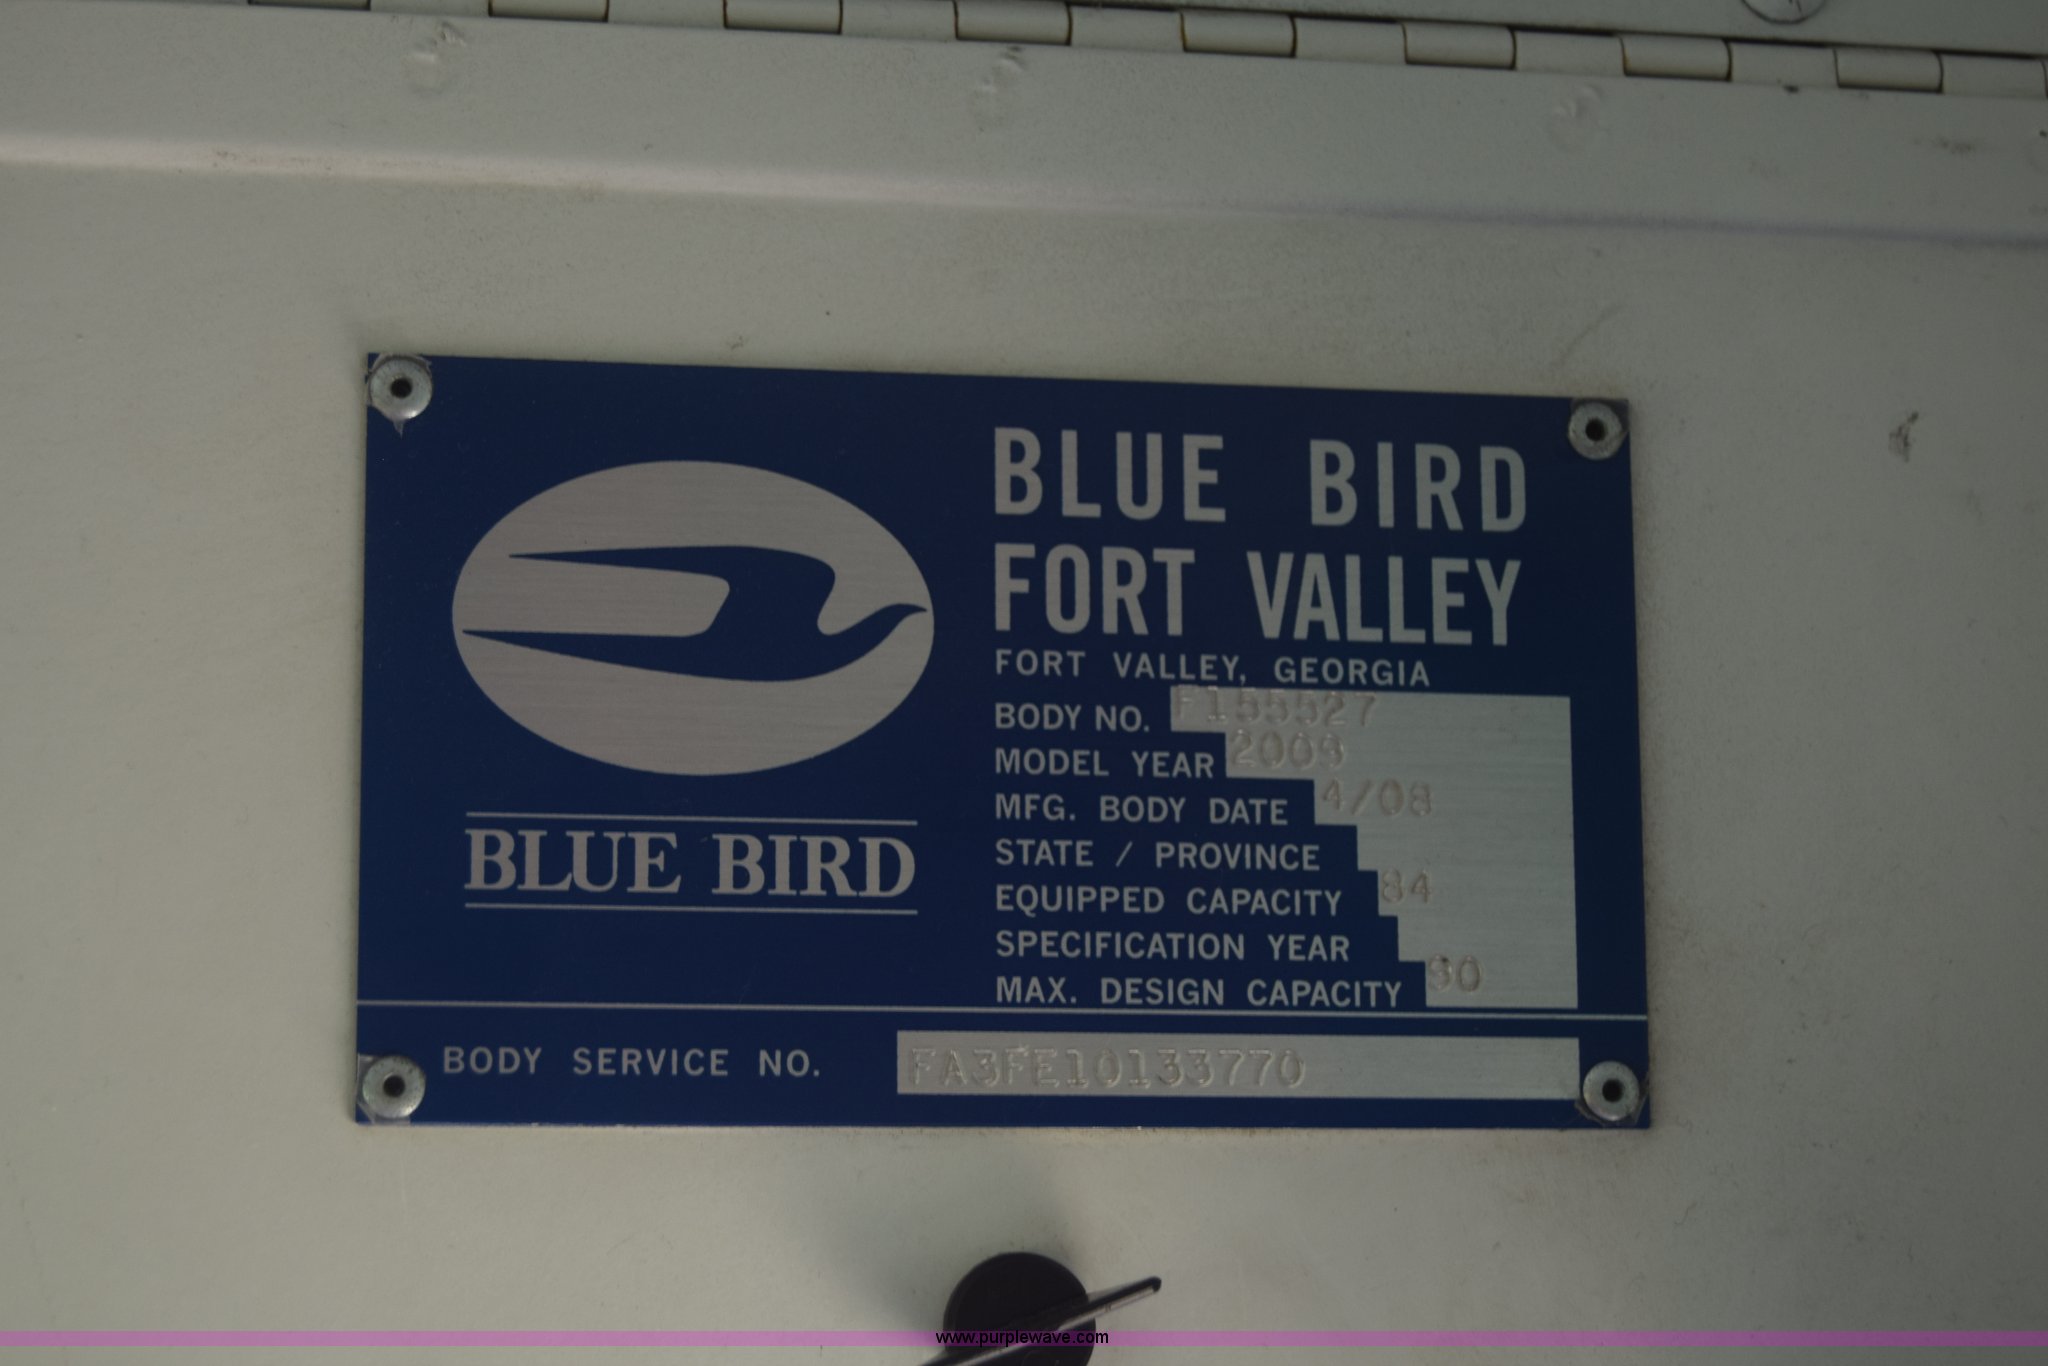 BLUE BIRD
FORT VALLEY
FORT VALLEY, GEORGIA
BODY NO. F155527
MODEL YEAR 2009
MFG. BODY DATE 4/08
STATE / PROVINCE
EQUIPPED CAPACITY 84
SPECIFICATION YEAR
MAX. DESIGN CAPACITY 90
BLUE BIRD
BODY SERVICE NO. FA3FE10133770
www.purplewave.com